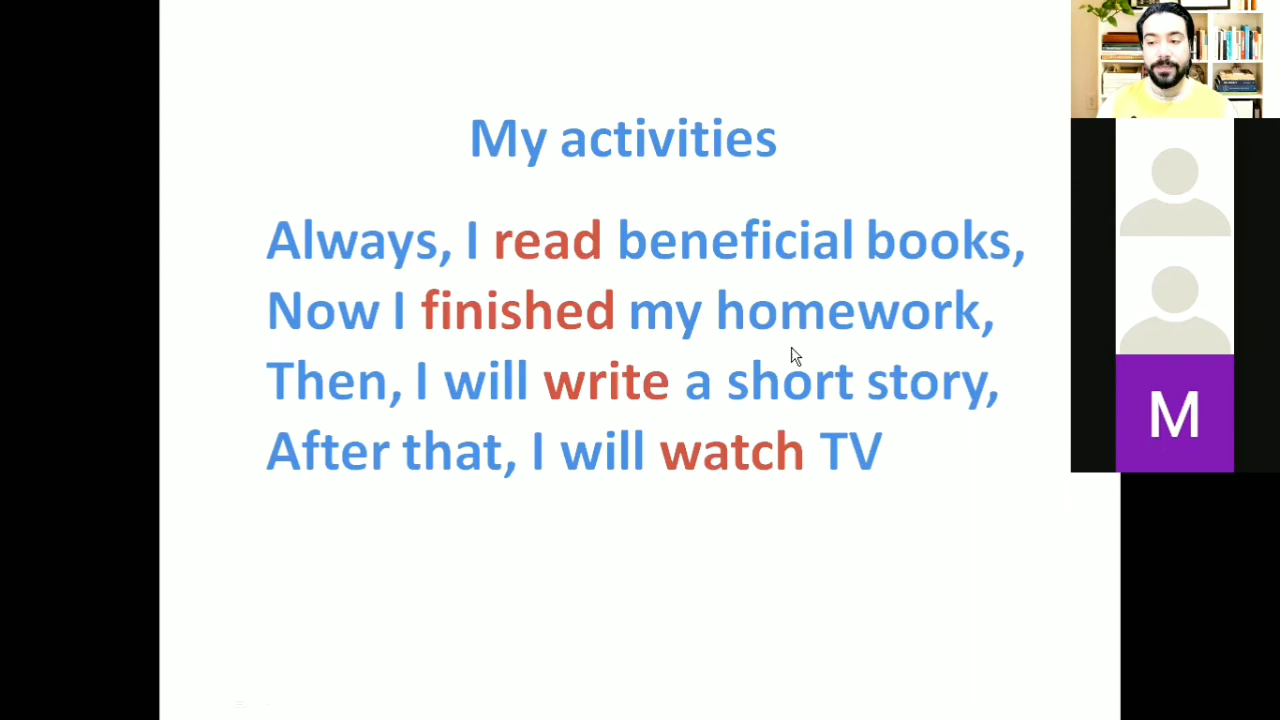 My activities
Always, I read beneficial books,
Now I finished my homework,
Then, I will write a short story,
After that, I will watch TV
M